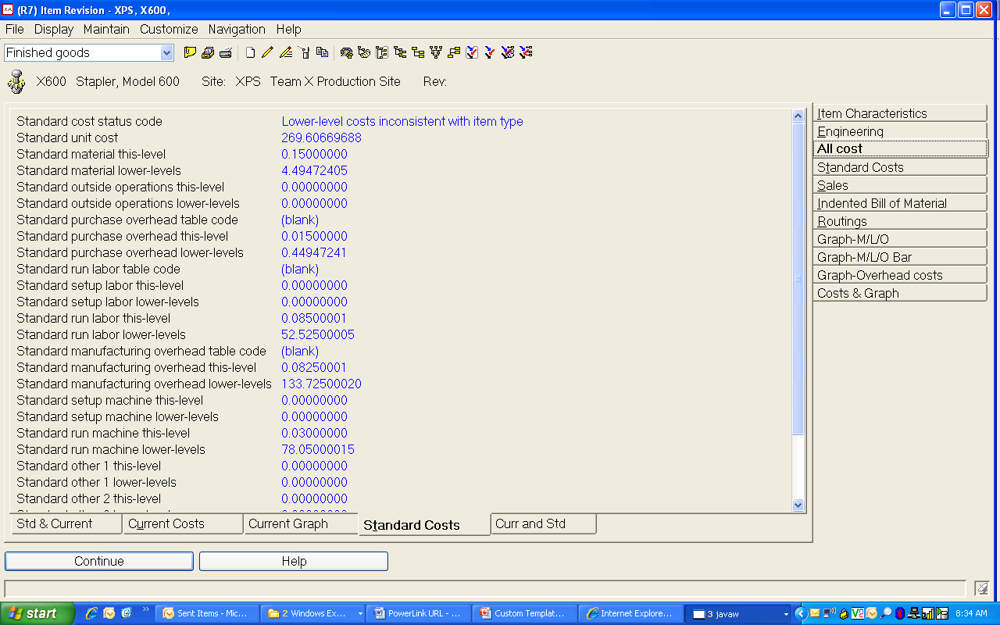 (R7) Item Revision - XPS, X600,
File Display Maintain Customize Navigation Help
Finished goods
X600 Stapler, Model 600 Site: XPS Team X Production Site Rev:
Standard cost status code Lower-level costs inconsistent with item type
Standard unit cost 269.60669688
Standard material this-level 0.15000000
Standard material lower-levels 4.49472405
Standard outside operations this-level 0.00000000
Standard outside operations lower-levels 0.00000000
Standard purchase overhead table code (blank)
Standard purchase overhead this-level 0.01500000
Standard purchase overhead lower-levels 0.44947241
Standard run labor table code (blank)
Standard setup labor this-level 0.00000000
Standard setup labor lower-levels 0.00000000
Standard run labor this-level 0.08500001
Standard run labor lower-levels 52.52500005
Standard manufacturing overhead table code (blank)
Standard manufacturing overhead this-level 0.08250001
Standard manufacturing overhead lower-levels 133.72500020
Standard setup machine this-level 0.00000000
Standard setup machine lower-levels 0.00000000
Standard run machine this-level 0.03000000
Standard run machine lower-levels 78.05000015
Standard other 1 this-level 0.00000000
Standard other 1 lower-levels 0.00000000
Standard other 2 this-level 0.00000000
Item Characteristics
Engineering
All cost
Standard Costs
Sales
Indented Bill of Material
Routings
Graph-M/L/O
Graph-M/L/O Bar
Graph-Overhead costs
Costs & Graph
Std & Current Current Costs Current Graph Standard Costs Curr and Std
Continue Help
start Sent Items - Mic... 2 Windows Ex... PowerLink URL - ... Custom Templat... Internet Explore... 3 javaw 8:34 AM